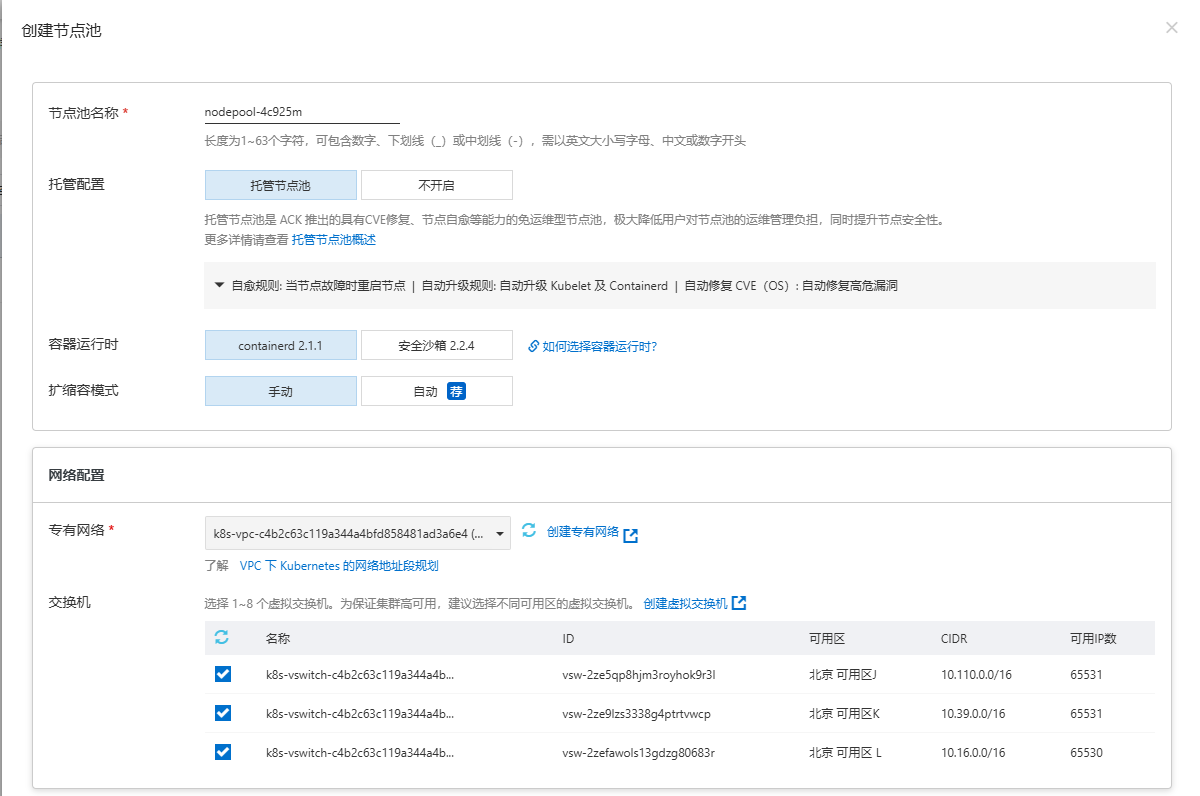 创建节点池
节点池名称 *
nodepool-4c925m
长度为1~63个字符，可包含数字、下划线（_）或中划线（-），需以英文大小写字母、中文或数字开头
托管配置
托管节点池
不开启
托管节点池是 ACK 推出的具有CVE修复、节点自愈等能力的免运维型节点池，极大降低用户对节点池的运维管理负担，同时提升节点安全性。
更多详情请查看 托管节点池概述
自愈规则: 当节点故障时重启节点 | 自动升级规则: 自动升级 Kubelet 及 Containerd | 自动修复 CVE（OS）: 自动修复高危漏洞
容器运行时
containerd 2.1.1
安全沙箱 2.2.4
如何选择容器运行时?
扩缩容模式
手动
自动 荐
网络配置
专有网络 *
k8s-vpc-c4b2c63c119a344a4bfd858481ad3a6e4 (...
创建专有网络
了解 VPC 下 Kubernetes 的网络地址段规划
交换机
选择 1~8 个虚拟交换机。为保证集群高可用，建议选择不同可用区的虚拟交换机。 创建虚拟交换机
名称 ID 可用区 CIDR 可用IP数
k8s-vswitch-c4b2c63c119a344a4b... vsw-2ze5qp8hjm3royhok9r3l 北京 可用区J 10.110.0.0/16 65531
k8s-vswitch-c4b2c63c119a344a4b... vsw-2ze9lzs3338g4ptrtvwcp 北京 可用区K 10.39.0.0/16 65531
k8s-vswitch-c4b2c63c119a344a4b... vsw-2zefawols13gdzg80683r 北京 可用区 L 10.16.0.0/16 65530